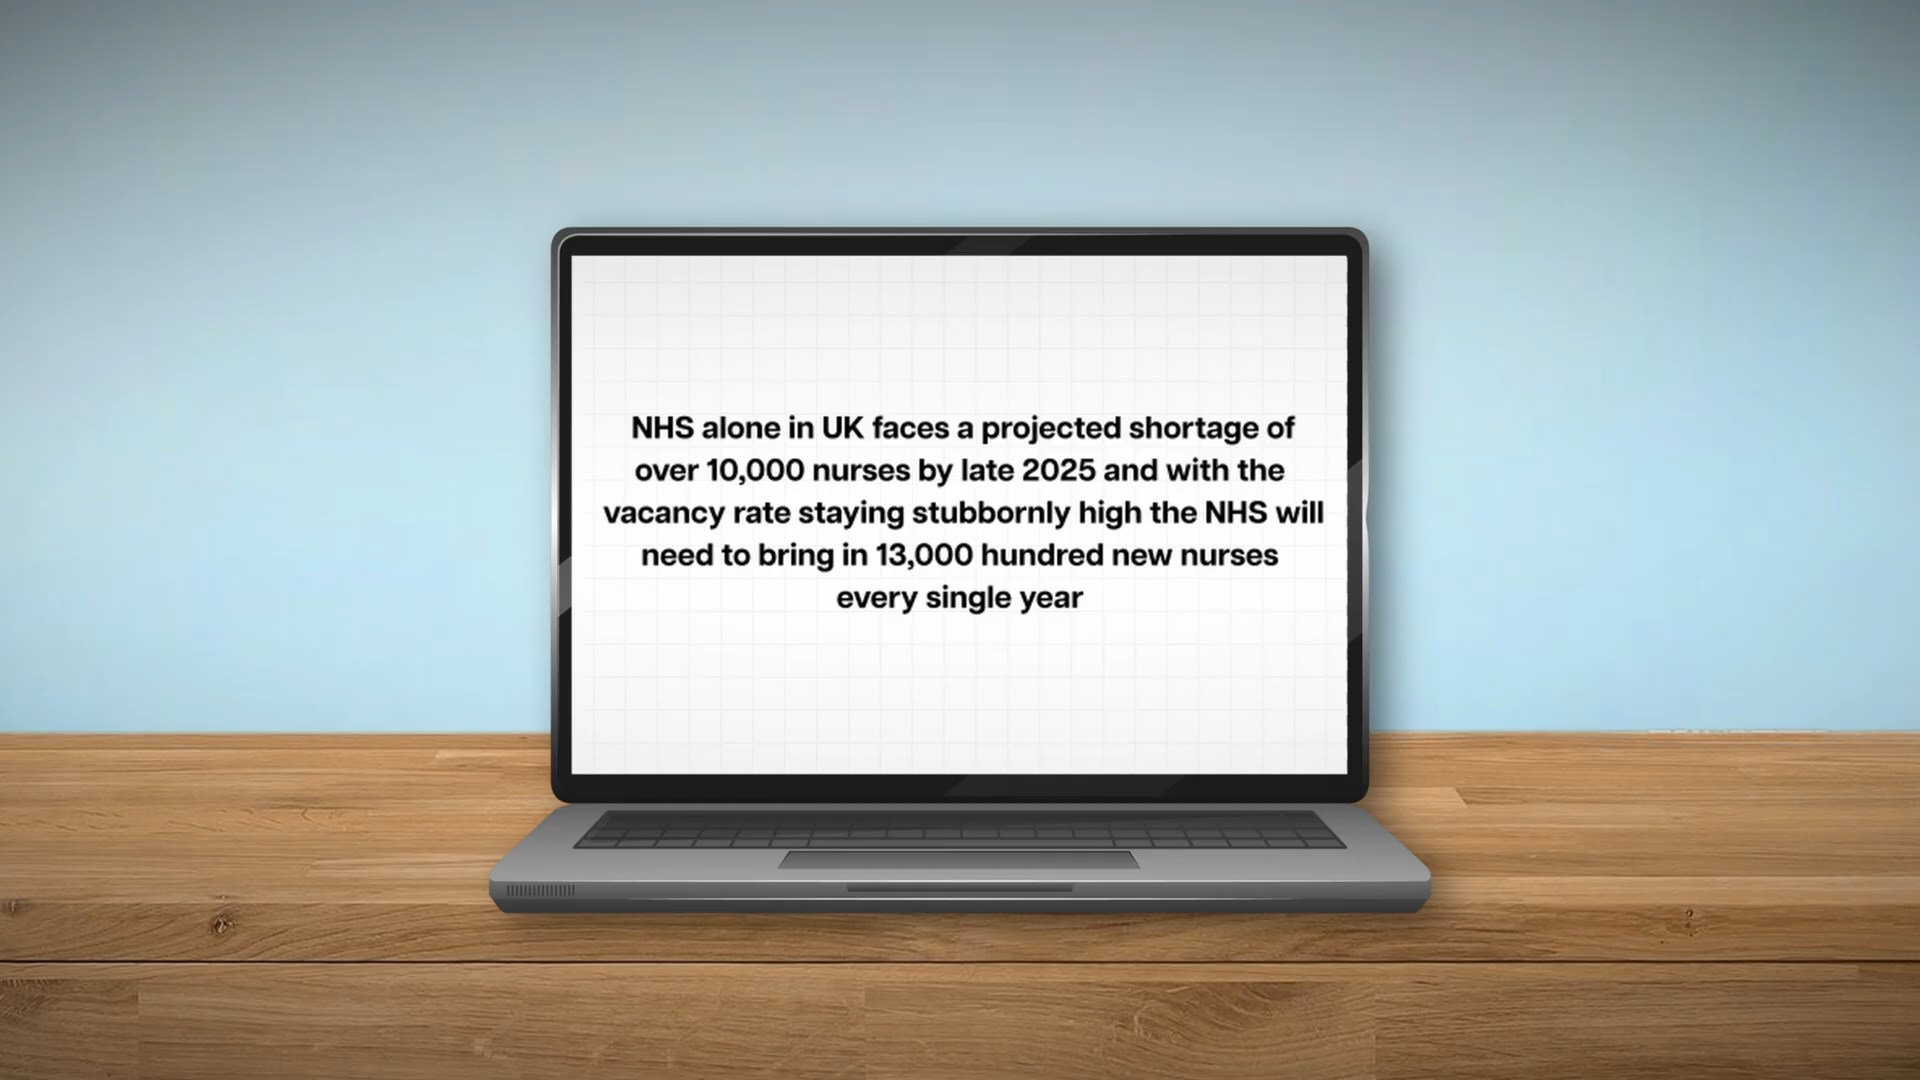 NHS alone in UK faces a projected shortage of
over 10,000 nurses by late 2025 and with the
vacancy rate staying stubbornly high the NHS will
need to bring in 13,000 hundred new nurses
every single year